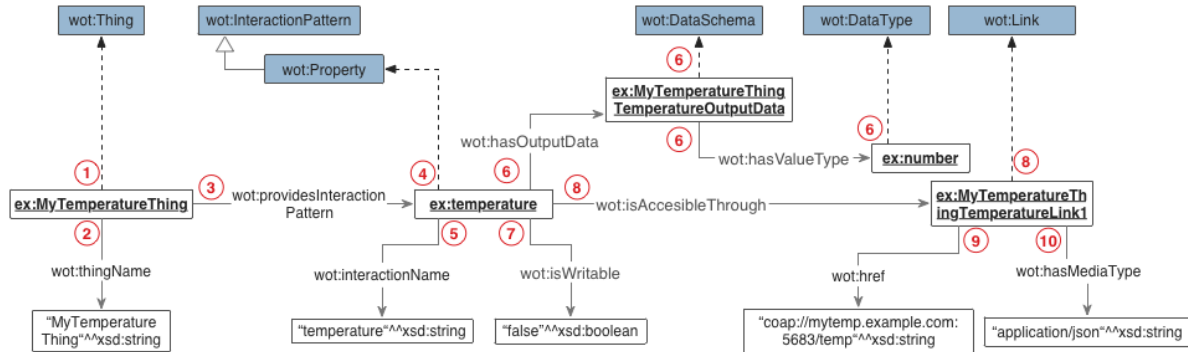 wot:Thing
wot:InteractionPattern
wot:DataSchema
wot:DataType
wot:Link
wot:Property
6
ex:MyTemperatureThing
TemperatureOutputData
6
6
wot:hasOutputData
wot:hasValueType
ex:number
1
3
4
6
8
8
ex:MyTemperatureThing
wot:providesInteraction
Pattern
ex:temperature
wot:isAccesibleThrough
ex:MyTemperatureTh
ingTemperatureLink1
2
5
7
9
10
wot:thingName
wot:interactionName
wot:isWritable
wot:href
wot:hasMediaType
“MyTemperature
Thing“^^xsd:string
“temperature“^^xsd:string
“false”^^xsd:boolean
“coap://mytemp.example.com:
5683/temp“^^xsd:string
“application/json“^^xsd:string